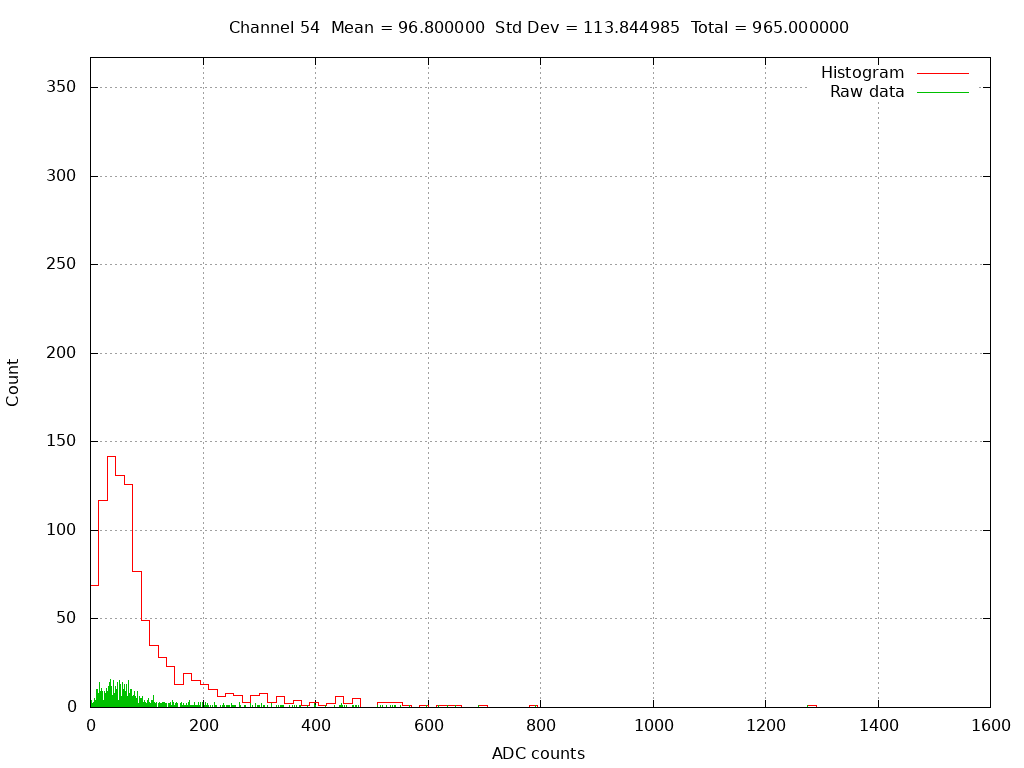 Channel 54  Mean = 96.800000  Std Dev = 113.844985  Total = 965.000000
Histogram
Raw data
350
300
250
200
150
100
50
0
Count
0 200 400 600 800 1000 1200 1400 1600
ADC counts